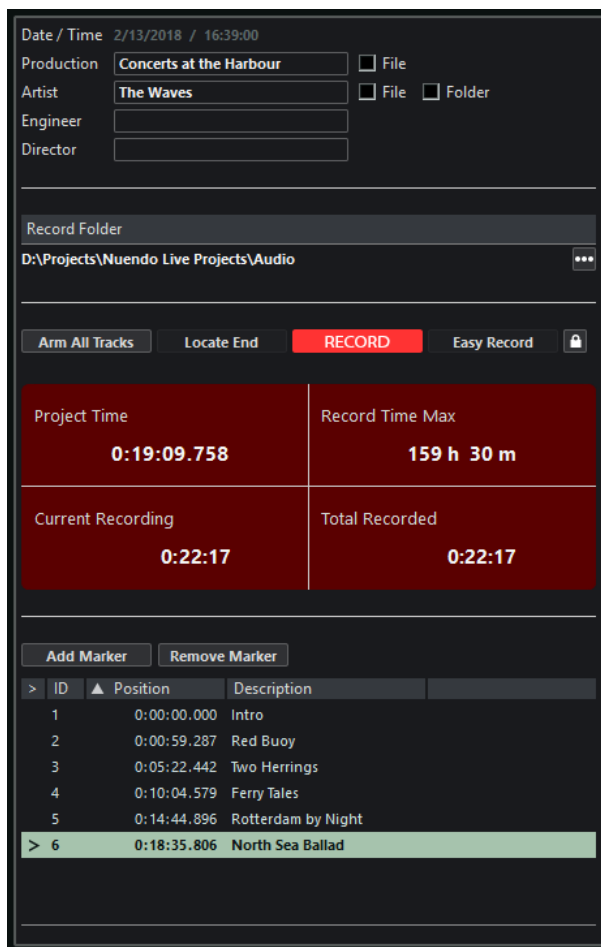 Date / Time 2/13/2018 / 16:39:00
Production Concerts at the Harbour File
Artist The Waves File Folder
Engineer
Director
Record Folder
D:\Projects\Nuendo Live Projects\Audio ...
Arm All Tracks Locate End RECORD Easy Record
Project Time Record Time Max
0:19:09.758 159 h 30 m
Current Recording Total Recorded
0:22:17 0:22:17
Add Marker Remove Marker
> ID ▲ Position Description
1 0:00:00.000 Intro
2 0:00:59.287 Red Buoy
3 0:05:22.442 Two Herrings
4 0:10:04.579 Ferry Tales
5 0:14:44.896 Rotterdam by Night
> 6 0:18:35.806 North Sea Ballad